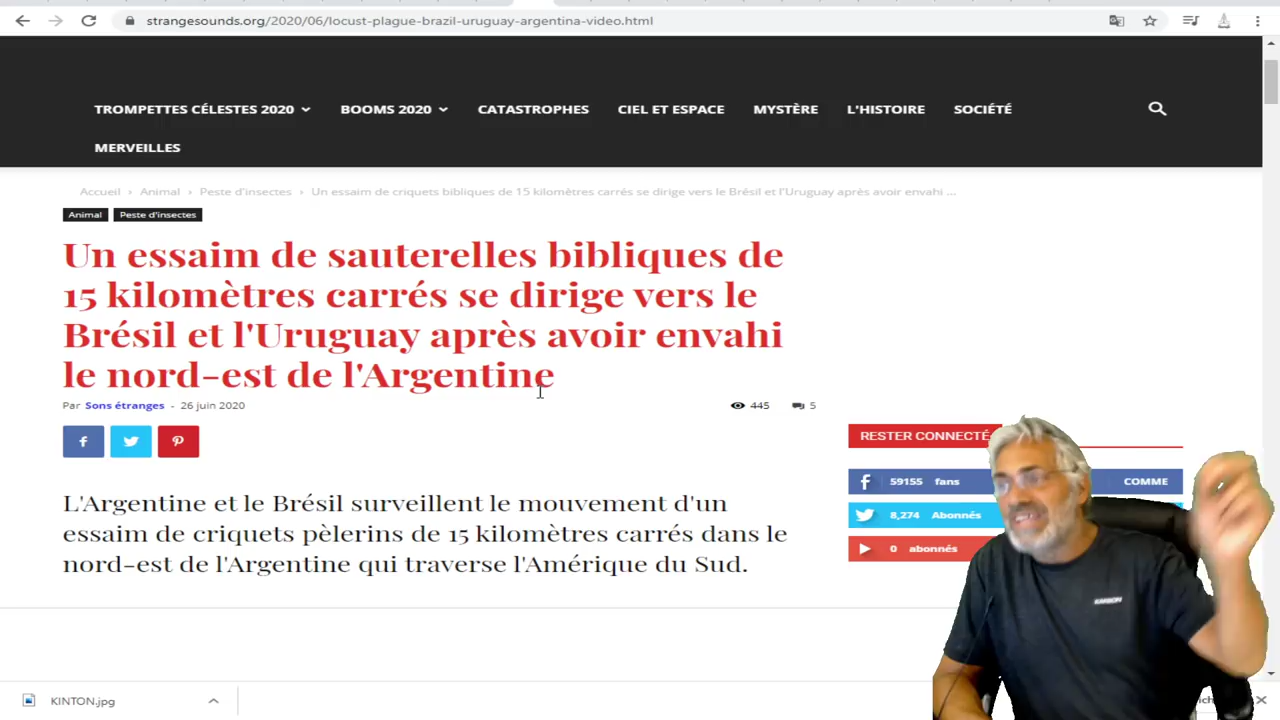 strangesounds.org/2020/06/locust-plague-brazil-uruguay-argentina-video.html
TROMPETTES CÉLESTES 2020 BOOMS 2020 CATASTROPHES CIEL ET ESPACE MYSTÈRE L'HISTOIRE SOCIÉTÉ
MERVEILLES
Accueil › Animal › Peste d'insectes › Un essaim de criquets bibliques de 15 kilomètres carrés se dirige vers le Brésil et l'Uruguay après avoir envahi ...
Animal Peste d'insectes
Un essaim de sauterelles bibliques de
15 kilomètres carrés se dirige vers le
Brésil et l'Uruguay après avoir envahi
le nord-est de l'Argentine
Par Sons étranges - 26 juin 2020 445 5
RESTER CONNECTÉ
59155 fans COMME
8,274 Abonnés
0 abonnés
L'Argentine et le Brésil surveillent le mouvement d'un
essaim de criquets pèlerins de 15 kilomètres carrés dans le
nord-est de l'Argentine qui traverse l'Amérique du Sud.
KINTON.jpg